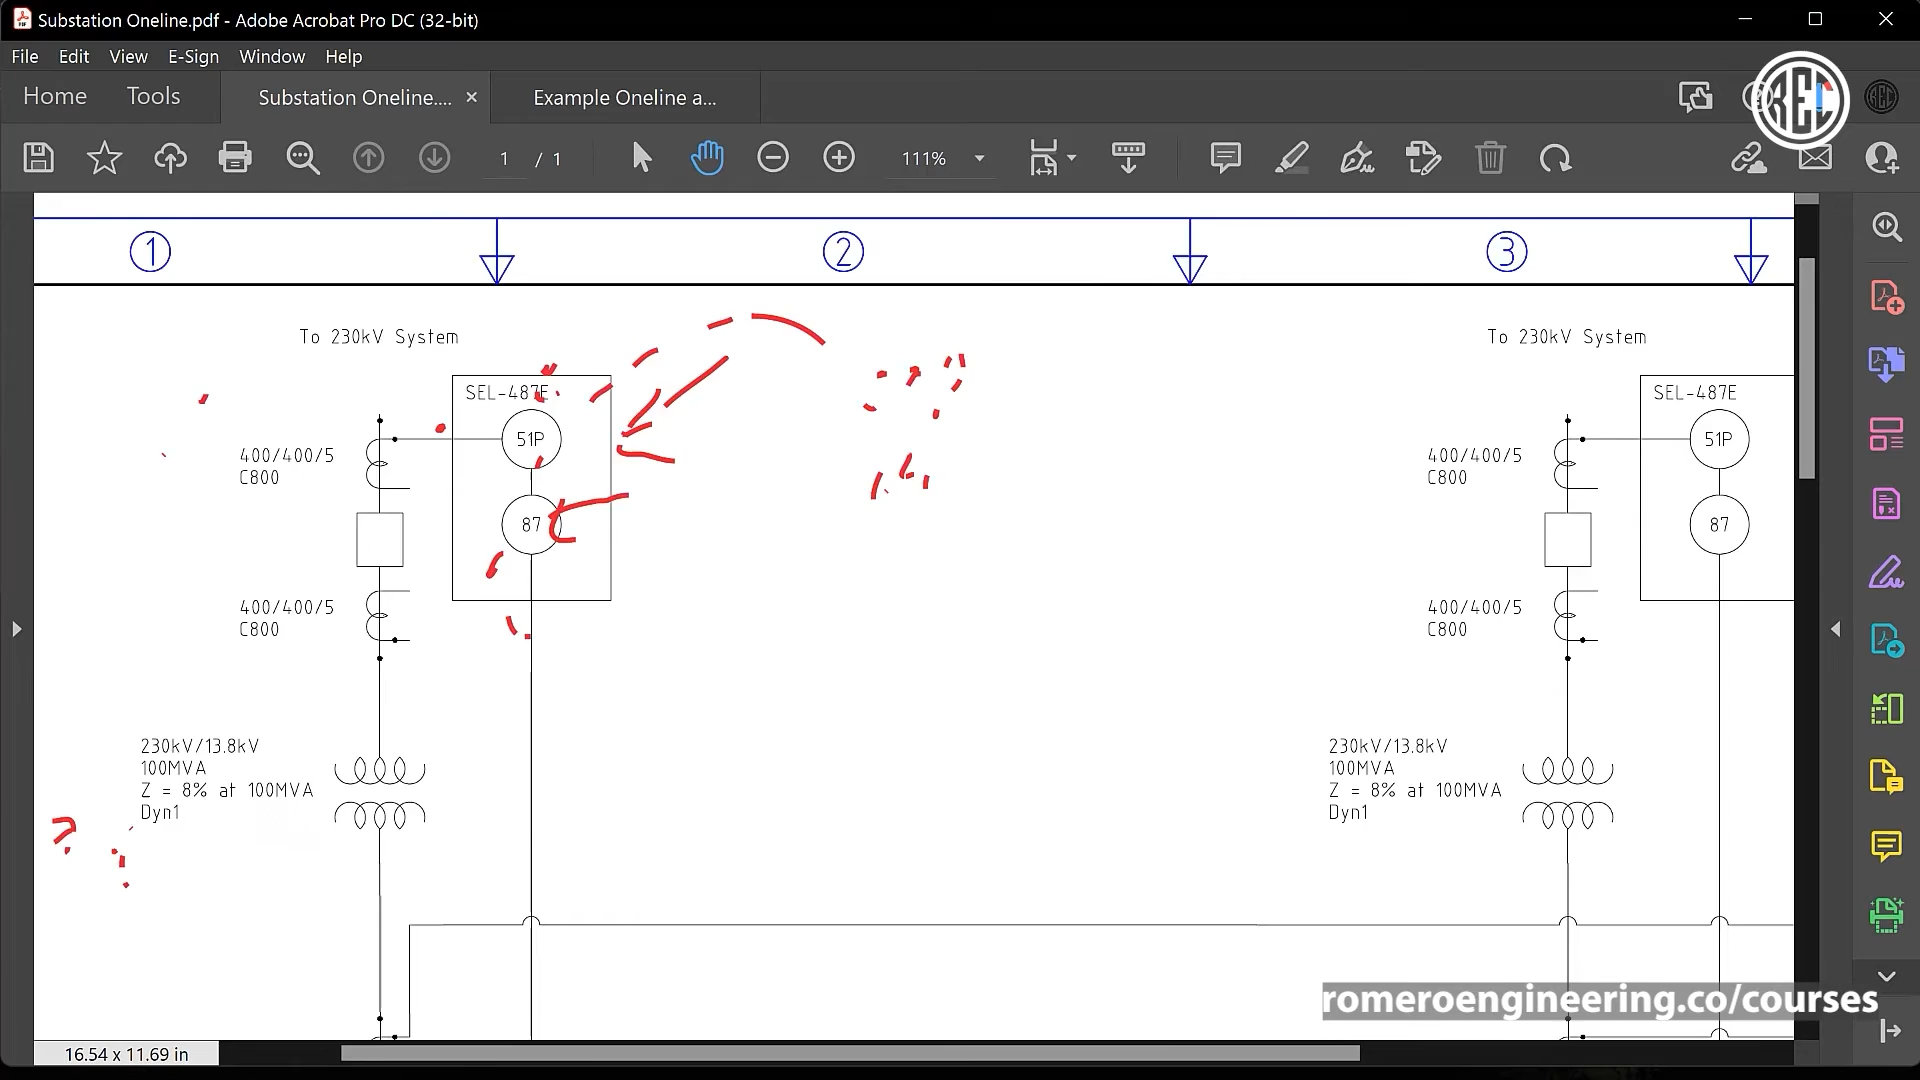 Substation Oneline.pdf - Adobe Acrobat Pro DC (32-bit)
File Edit View E-Sign Window Help
Home Tools Substation Oneline.... × Example Oneline a...
REC
1 / 1 111%
1 2 3
To 230kV System To 230kV System
SEL-487E SEL-487E
51P 51P
400/400/5 400/400/5
C800 C800
87 87
400/400/5 400/400/5
C800 C800
230kV/13.8kV 230kV/13.8kV
100MVA 100MVA
Z = 8% at 100MVA Z = 8% at 100MVA
Dyn1 Dyn1
?
romeroengineering.co/courses
16.54 x 11.69 in